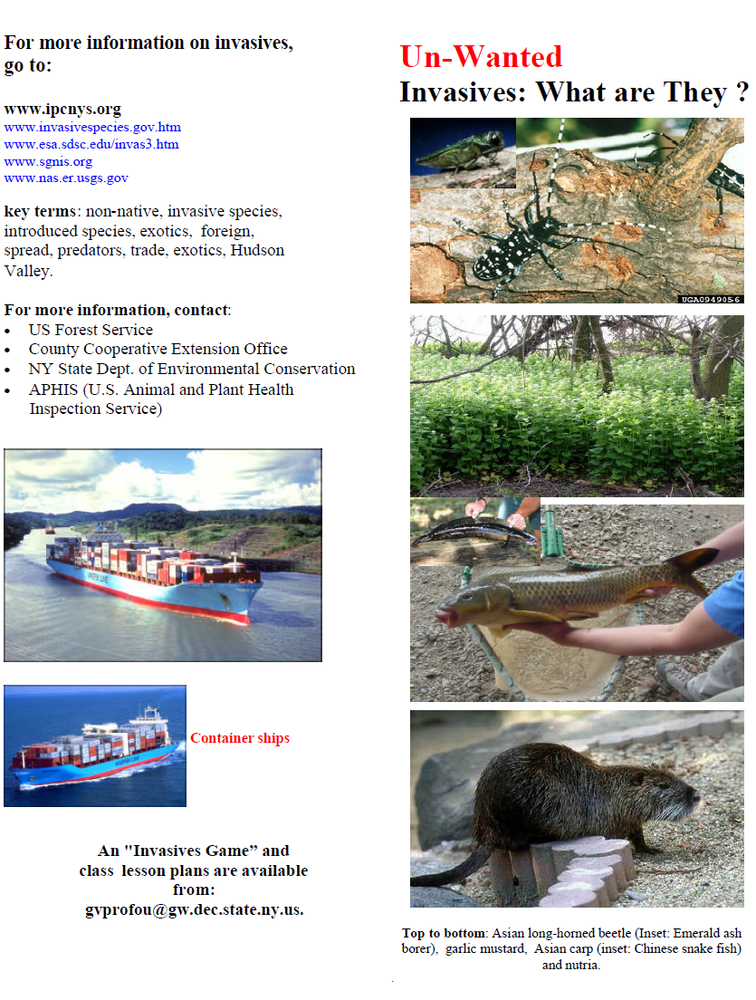 For more information on invasives,
go to:
www.ipcnys.org
www.invasivespecies.gov.htm
www.esa.sdsc.edu/invas3.htm
www.sgnis.org
www.nas.er.usgs.gov
key terms: non-native, invasive species,
introduced species, exotics, foreign,
spread, predators, trade, exotics, Hudson
Valley.
For more information, contact:
• US Forest Service
• County Cooperative Extension Office
• NY State Dept. of Environmental Conservation
• APHIS (U.S. Animal and Plant Health
Inspection Service)
MAERSK LINE
MAERSK LINE
Container ships
An "Invasives Game” and
class lesson plans are available
from:
gvprofou@gw.dec.state.ny.us.
Un-Wanted
Invasives: What are They ?
UGA0949056
Top to bottom: Asian long-horned beetle (Inset: Emerald ash
borer), garlic mustard, Asian carp (inset: Chinese snake fish)
and nutria.